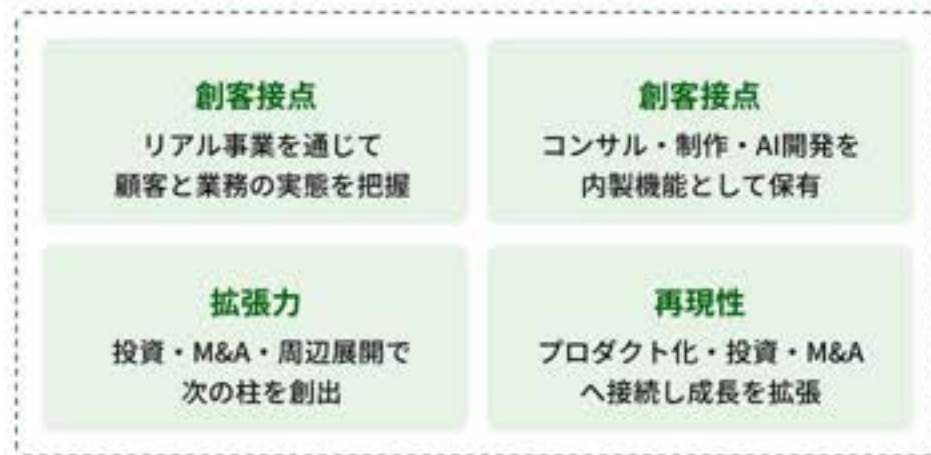 創客接点
リアル事業を通じて
顧客と業務の実態を把握
創客接点
コンサル・制作・AI開発を
内製機能として保有
拡張力
投資・M&A・周辺展開で
次の柱を創出
再現性
プロダクト化・投資・M&A
へ接続し成長を拡張